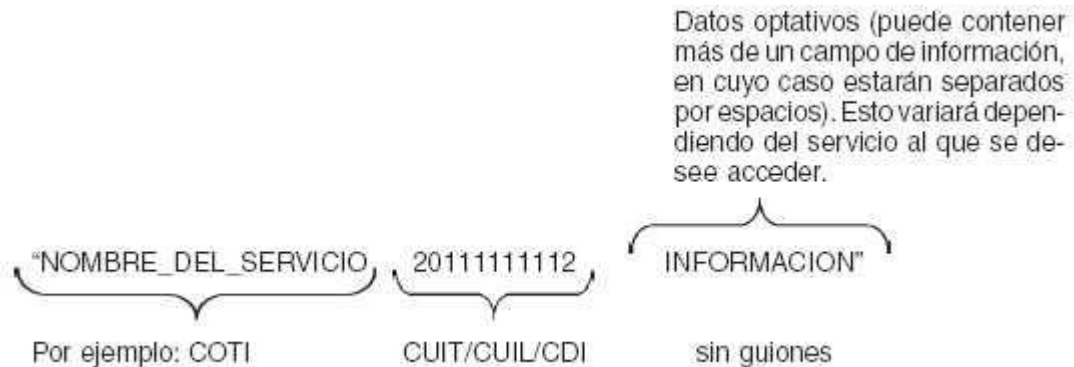 Datos optativos (puede contener
más de un campo de información,
en cuyo caso estarán separados
por espacios). Esto variará depen-
diendo del servicio al que se de-
see acceder.
“NOMBRE_DEL_SERVICIO 20111111112 INFORMACION”
Por ejemplo: COTI CUIT/CUIL/CDI sin guiones